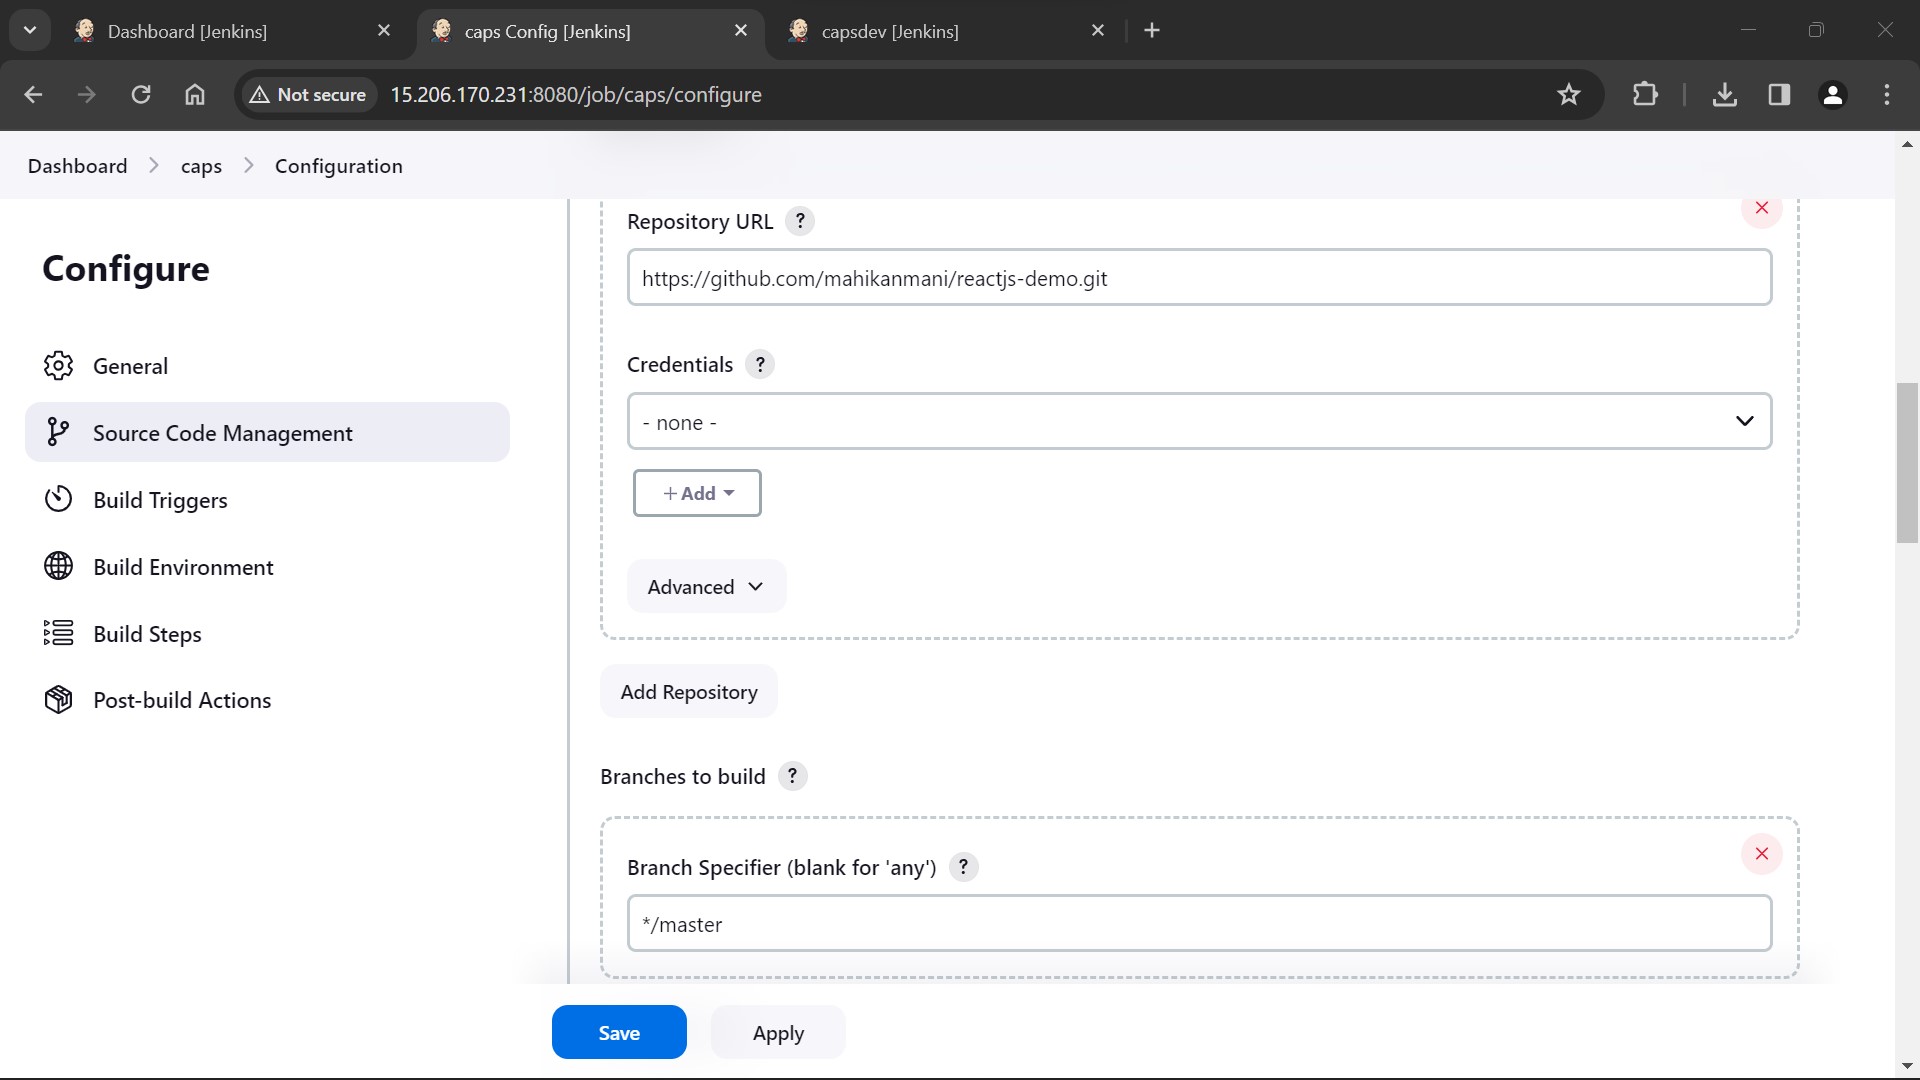 Dashboard [Jenkins]
caps Config [Jenkins]
capsdev [Jenkins]
Not secure
15.206.170.231:8080/job/caps/configure
Dashboard
caps
Configuration
Configure
General
Source Code Management
Build Triggers
Build Environment
Build Steps
Post-build Actions
Repository URL ?
https://github.com/mahikanmani/reactjs-demo.git
Credentials ?
- none -
+ Add
Advanced
Add Repository
Branches to build ?
Branch Specifier (blank for 'any') ?
*/master
Save
Apply